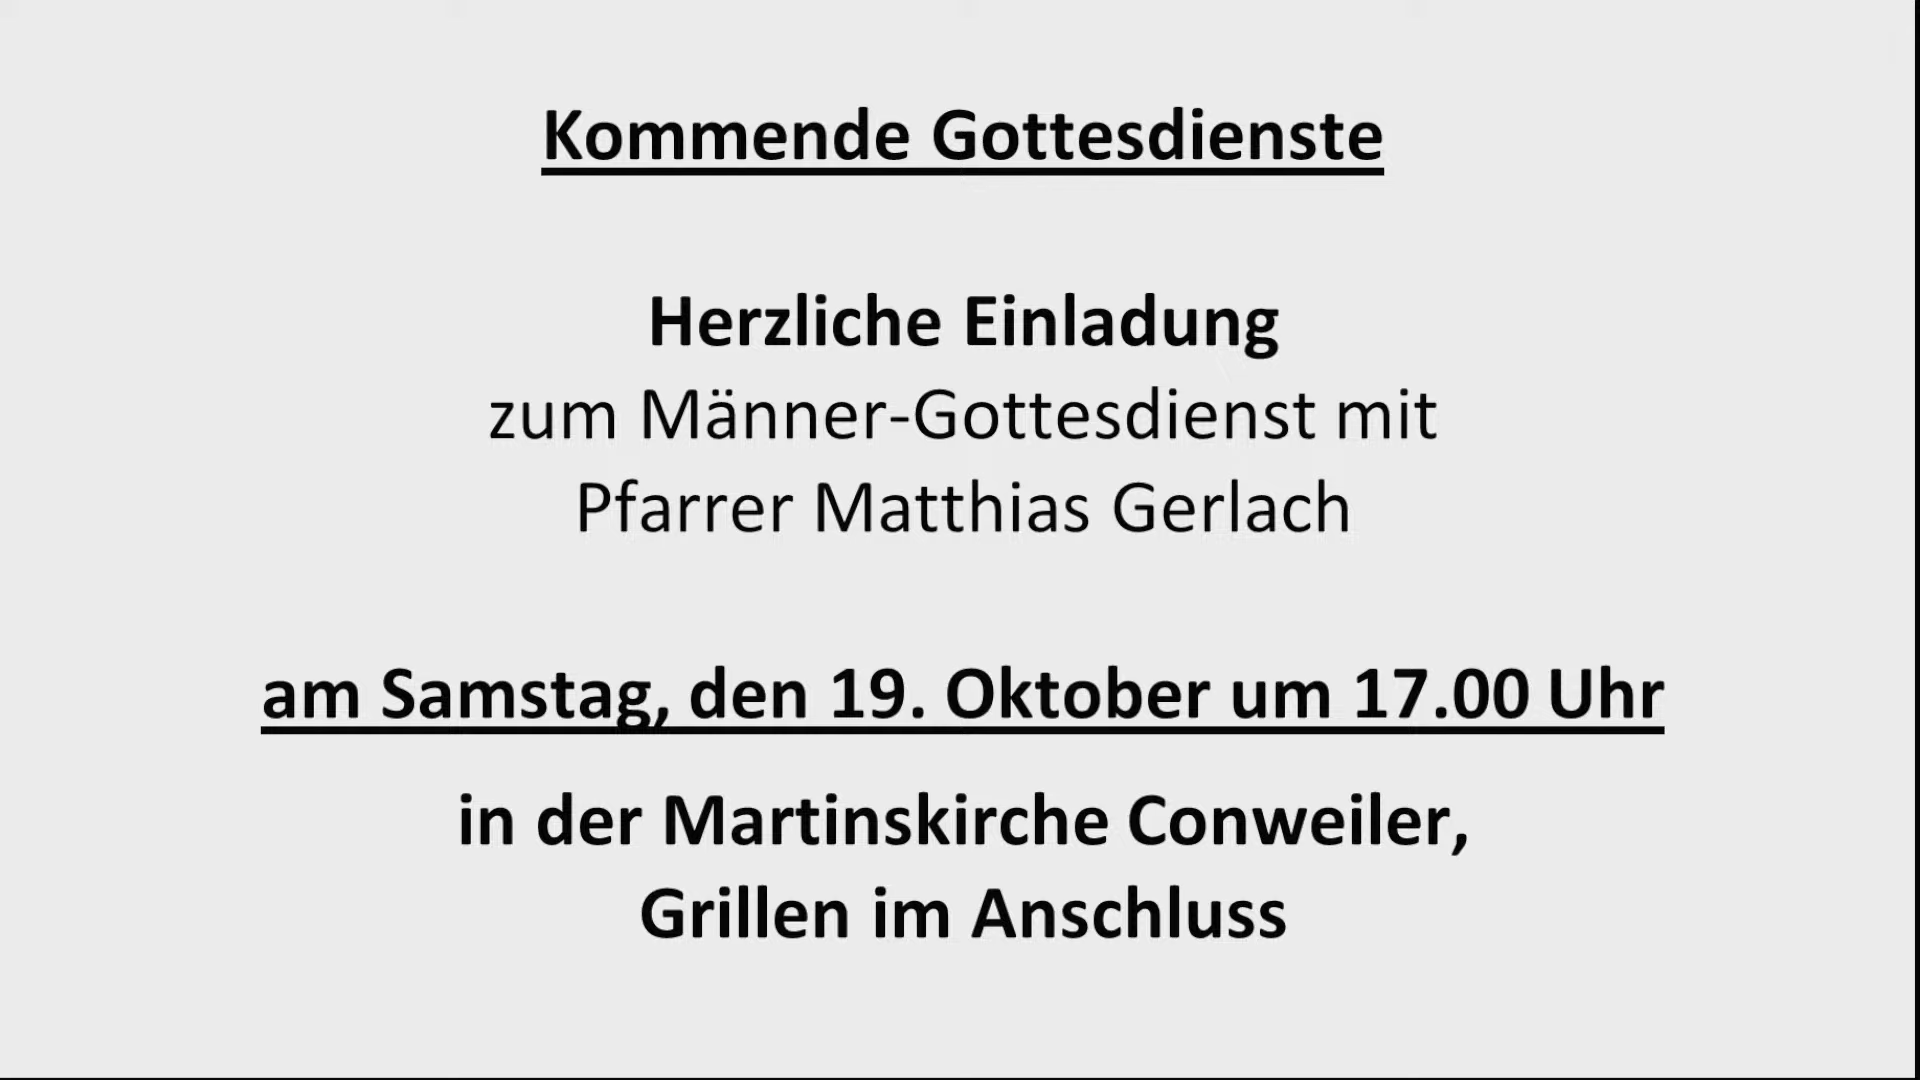 Kommende Gottesdienste
Herzliche Einladung
zum Männer-Gottesdienst mit
Pfarrer Matthias Gerlach
am Samstag, den 19. Oktober um 17.00 Uhr
in der Martinskirche Conweiler,
Grillen im Anschluss